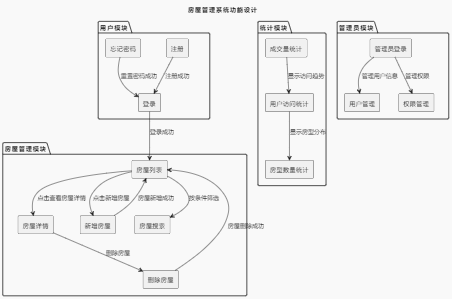 房屋管理系统功能设计
用户模块
忘记密码
注册
重置密码成功
注册成功
登录
登录成功
统计模块
成交量统计
显示访问趋势
用户访问统计
显示房型分布
房型数量统计
管理员模块
管理员登录
管理用户信息
管理权限
用户管理
权限管理
房屋管理模块
房屋列表
点击查看房屋详情
点击新增房屋
房屋新增成功
按条件筛选
房屋详情
新增房屋
房屋搜索
房屋删除成功
删除房屋
删除房屋